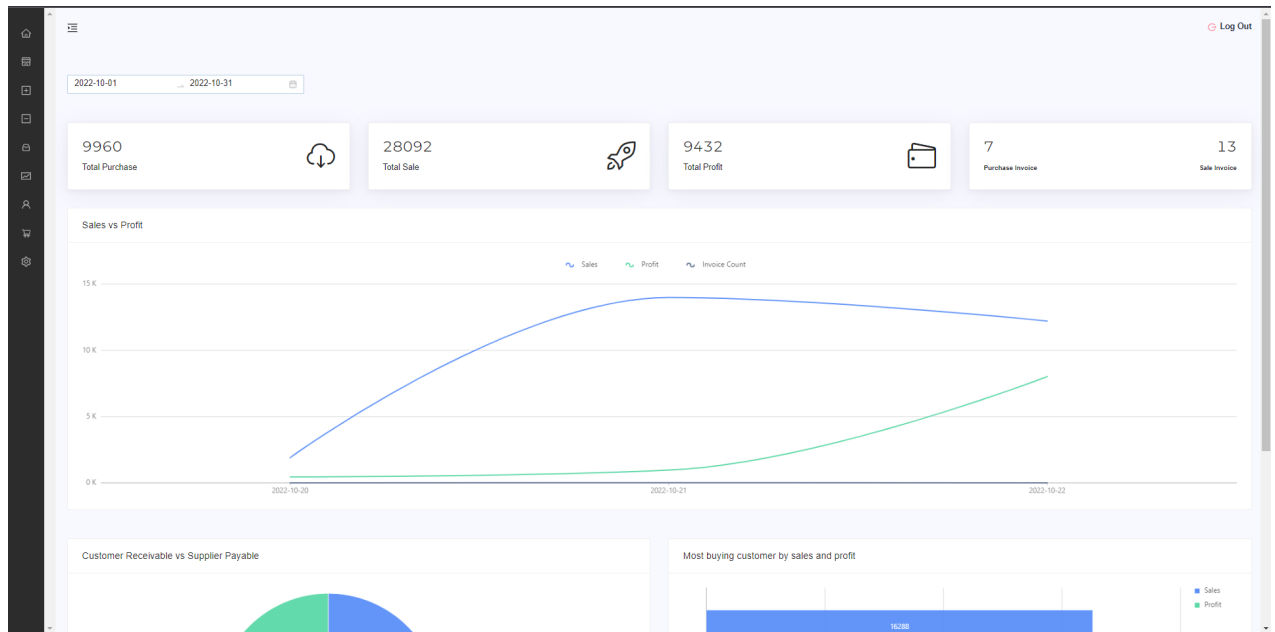 Log Out
2022-10-01 2022-10-31
9960
Total Purchase
28092
Total Sale
9432
Total Profit
7
Purchase Invoice
13
Sale Invoice
Sales vs Profit
Sales Profit Invoice Count
15 K
10 K
5 K
0 K
2022-10-20 2022-10-21 2022-10-22
Customer Receivable vs Supplier Payable
Most buying customer by sales and profit
Sales
Profit
16288